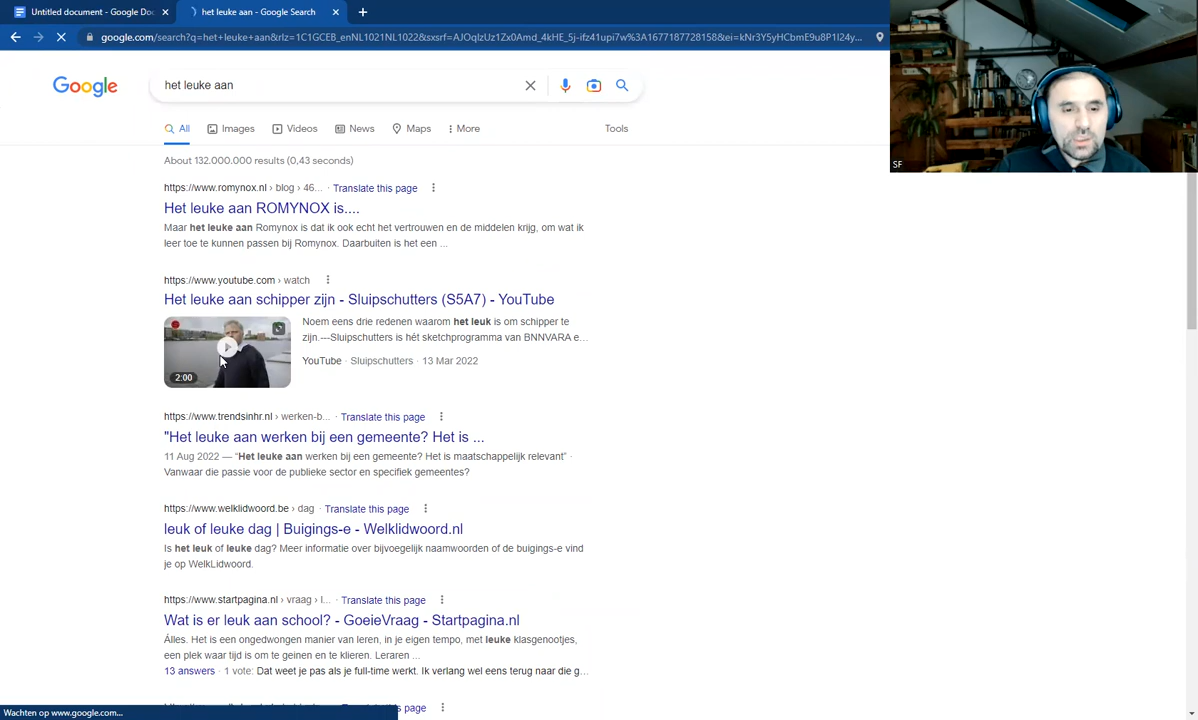 Untitled document - Google Doc
het leuke aan - Google Search
google.com/search?q=het+leuke+aan&rlz=1C1GCEB_enNL1021NL1022&sxsrf=AJOqlzUz1Zx0Amd_4kHE_5j-ifz41upi7w%3A1677187728158&ei=kNr3Y5yHCbmE9u8P1I24y...
Google
het leuke aan
All
Images
Videos
News
Maps
More
Tools
About 132.000.000 results (0,43 seconds)
https://www.romynox.nl › blog › 46... · Translate this page
Het leuke aan ROMYNOX is....
Maar het leuke aan Romynox is dat ik ook echt het vertrouwen en de middelen krijg, om wat ik
leer toe te kunnen passen bij Romynox. Daarbuiten is het een ...
https://www.youtube.com › watch
Het leuke aan schipper zijn - Sluipschutters (S5A7) - YouTube
Noem eens drie redenen waarom het leuk is om schipper te
zijn.---Sluipschutters is hét sketchprogramma van BNNVARA e...
YouTube · Sluipschutters · 13 Mar 2022
2:00
https://www.trendsinhr.nl › werken-b... · Translate this page
"Het leuke aan werken bij een gemeente? Het is ...
11 Aug 2022 — “Het leuke aan werken bij een gemeente? Het is maatschappelijk relevant” ·
Vanwaar die passie voor de publieke sector en specifiek gemeentes?
https://www.welklidwoord.be › dag · Translate this page
leuk of leuke dag | Buigings-e - Welklidwoord.nl
Is het leuk of leuke dag? Meer informatie over bijvoegelijk naamwoorden of de buigings-e vind
je op WelkLidwoord.
https://www.startpagina.nl › vraag › l... · Translate this page
Wat is er leuk aan school? - GoeieVraag - Startpagina.nl
Álles. Het is een ongedwongen manier van leren, in je eigen tempo, met leuke klasgenootjes,
een plek waar tijd is om te geinen en te klieren. Leraren ...
13 answers · 1 vote: Dat weet je pas als je full-time werkt. Ik verlang wel eens terug naar die g...
Wachten op www.google.com...
SF